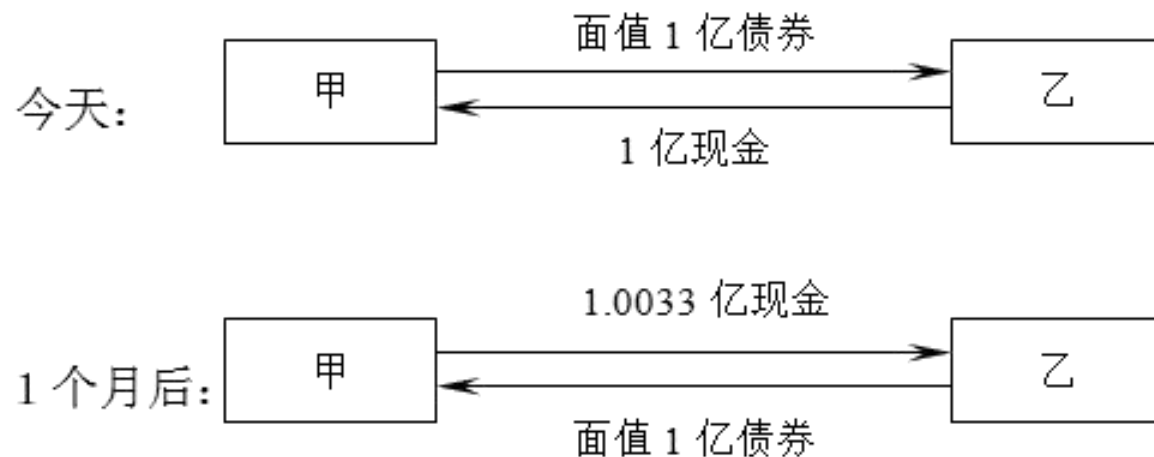 面值 1 亿债券
今天：
甲
乙
1 亿现金
1.0033 亿现金
1 个月后：
甲
乙
面值 1 亿债券